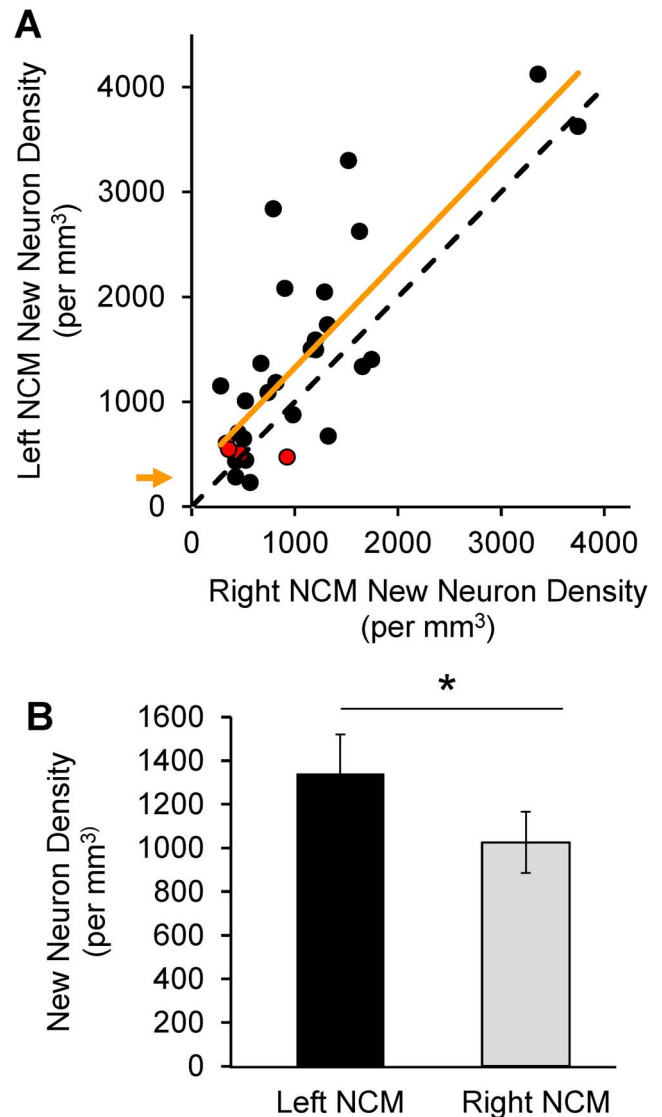 A
Left NCM New Neuron Density
(per mm³)
4000
3000
2000
1000
0
0 1000 2000 3000 4000
Right NCM New Neuron Density
(per mm³)
B
*
New Neuron Density
(per mm³)
1600
1400
1200
1000
800
600
400
200
0
Left NCM Right NCM